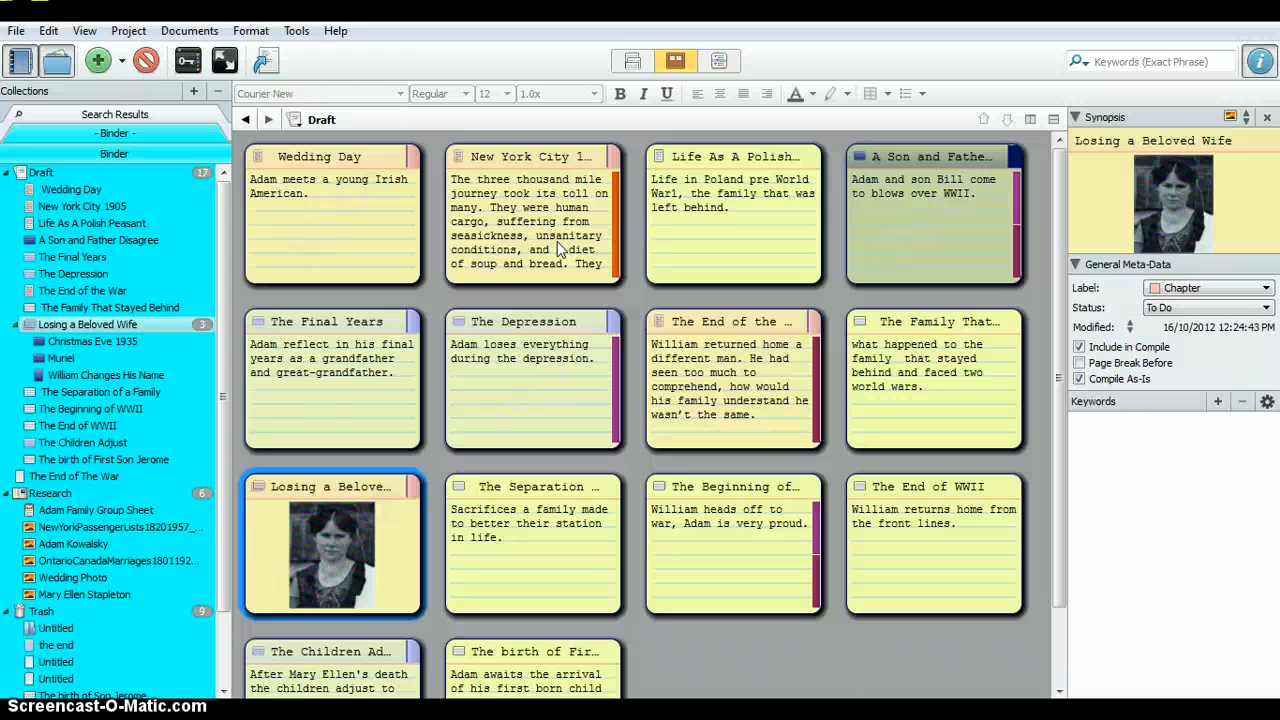 File Edit View Project Documents Format Tools Help
Keywords (Exact Phrase)
Collections
Courier New Regular 12 1.0x B I U A
Search Results
- Binder -
Binder
Draft 17
Wedding Day
New York City 1905
Life As A Polish Peasant
A Son and Father Disagree
The Final Years
The Depression
The End of the War
The Family That Stayed Behind
Losing a Beloved Wife 3
Christmas Eve 1935
Muriel
William Changes His Name
The Separation of a Family
The Beginning of WWII
The End of WWII
The Children Adjust
The birth of First Son Jerome
The End of The War
Research 6
Adam Family Group Sheet
NewYorkPassengerLists18201957_...
Adam Kowalsky
OntarioCanadaMarriages1801192...
Wedding Photo
Mary Ellen Stapleton
Trash 9
Untitled
the end
Untitled
Untitled
The birth of Son Jerome
Draft
Wedding Day
Adam meets a young Irish
American.
New York City 1...
The three thousand mile
journey took its toll on
many. They were human
cargo, suffering from
seasickness, unsanitary
conditions, and diet
of soup and bread. They
Life As A Polish...
Life in Poland pre World
War1, the family that was
left behind.
A Son and Fathe...
Adam and son Bill come
to blows over WWII.
The Final Years
Adam reflect in his final
years as a grandfather
and great-grandfather.
The Depression
Adam loses everything
during the depression.
The End of the ...
William returned home a
different man. He had
seen too much to
comprehend, how would
his family understand he
wasn't the same.
The Family That...
what happened to the
family that stayed
behind and faced two
world wars.
Losing a Belove...
The Separation ...
Sacrifices a family made
to better their station
in life.
The Beginning of...
William heads off to
war, Adam is very proud.
The End of WWII
William returns home from
the front lines.
The Children Ad...
After Mary Ellen's death
the children adjust to
The birth of Fir...
Adam awaits the arrival
of his first born child
Synopsis
Losing a Beloved Wife
General Meta-Data
Label: Chapter
Status: To Do
Modified: 16/10/2012 12:24:43 PM
Include in Compile
Page Break Before
Compile As-Is
Keywords
Screencast-O-Matic.com